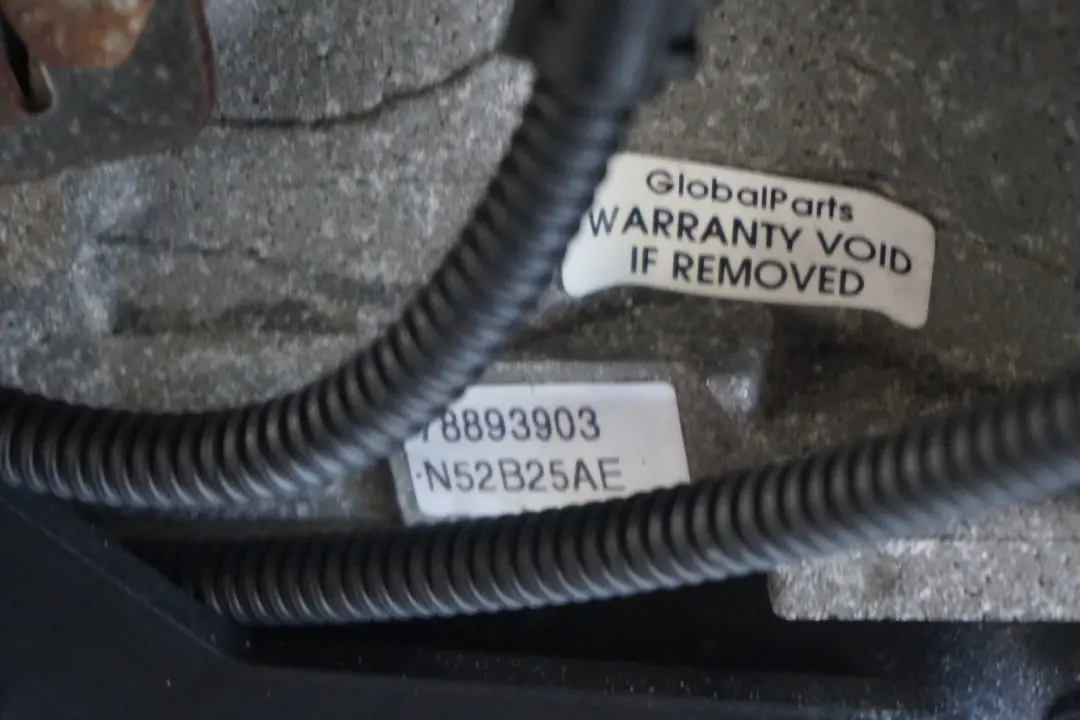 GlobalParts
WARRANTY VOID
IF REMOVED
78893903
-N52B25AE